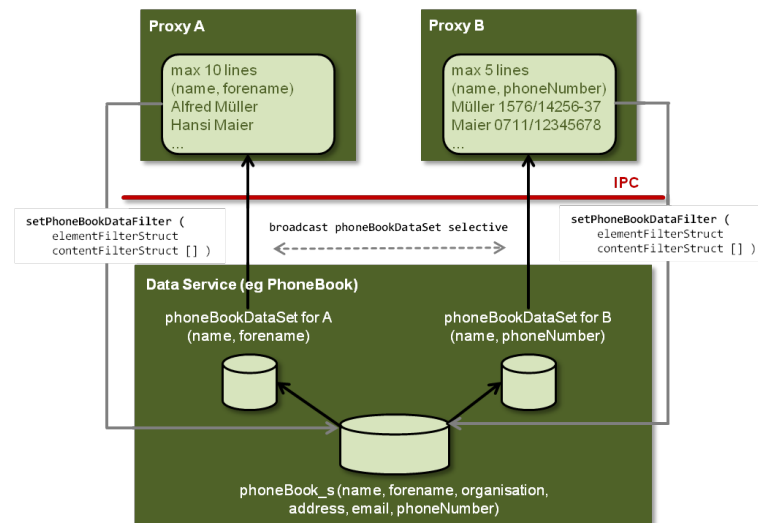 Proxy A
max 10 lines
(name, forename)
Alfred Müller
Hansi Maier
...
Proxy B
max 5 lines
(name, phoneNumber)
Müller 1576/14256-37
Maier 0711/12345678
...
IPC
setPhoneBookDataFilter (
elementFilterStruct
contentFilterStruct [] )
broadcast phoneBookDataSet selective
setPhoneBookDataFilter (
elementFilterStruct
contentFilterStruct [] )
Data Service (eg PhoneBook)
phoneBookDataSet for A
(name, forename)
phoneBookDataSet for B
(name, phoneNumber)
phoneBook_s (name, forename, organisation,
address, email, phoneNumber)